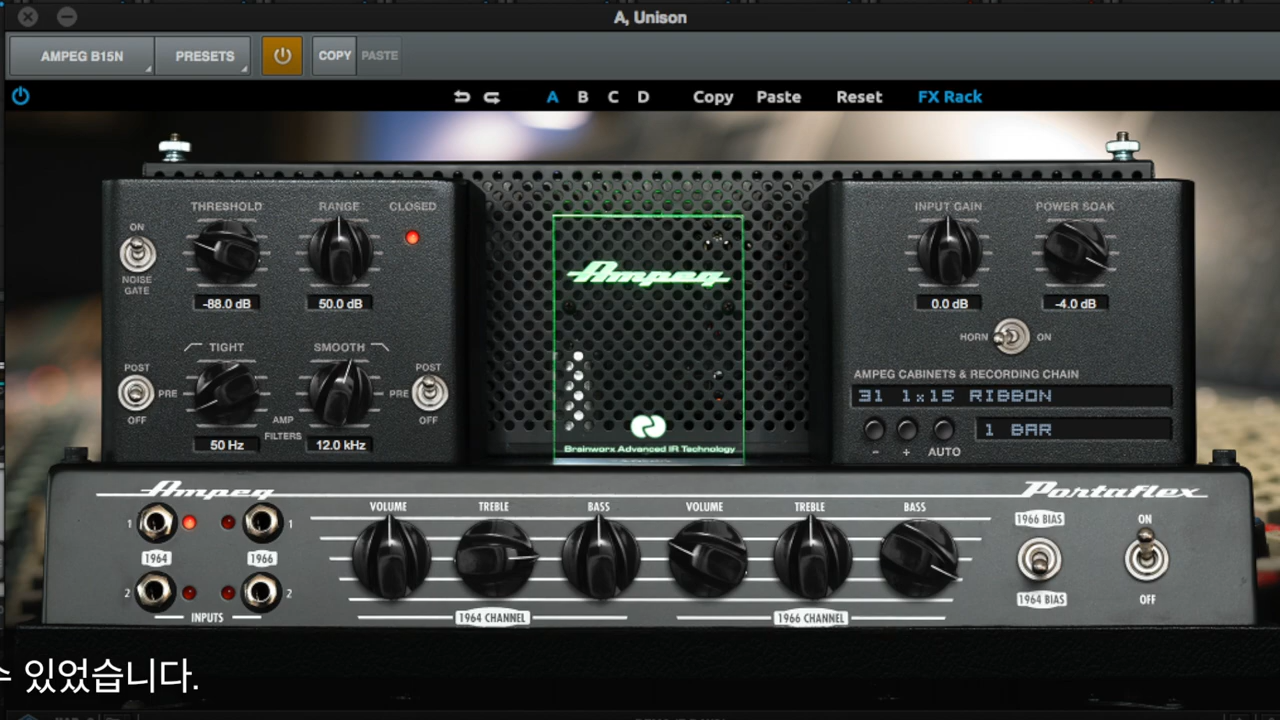 A, Unison
AMPEG B15N PRESETS COPY PASTE
A B C D Copy Paste Reset FX Rack
THRESHOLD RANGE CLOSED
ON
NOISE
GATE
-88.0 dB 50.0 dB
TIGHT SMOOTH
POST PRE OFF
POST PRE OFF
AMP
FILTERS
50 Hz 12.0 kHz
Ampeg
Brainworx Advanced IR Technology
INPUT GAIN POWER SOAK
0.0 dB -4.0 dB
HORN ON
AMPEG CABINETS & RECORDING CHAIN
31 1x15 RIBBON
1 BAR
- + AUTO
Ampeg Portaflex
1 1
1964 1966
2 2
INPUTS
VOLUME TREBLE BASS VOLUME TREBLE BASS
1964 CHANNEL 1966 CHANNEL
1966 BIAS
1964 BIAS
ON
OFF
있었습니다.